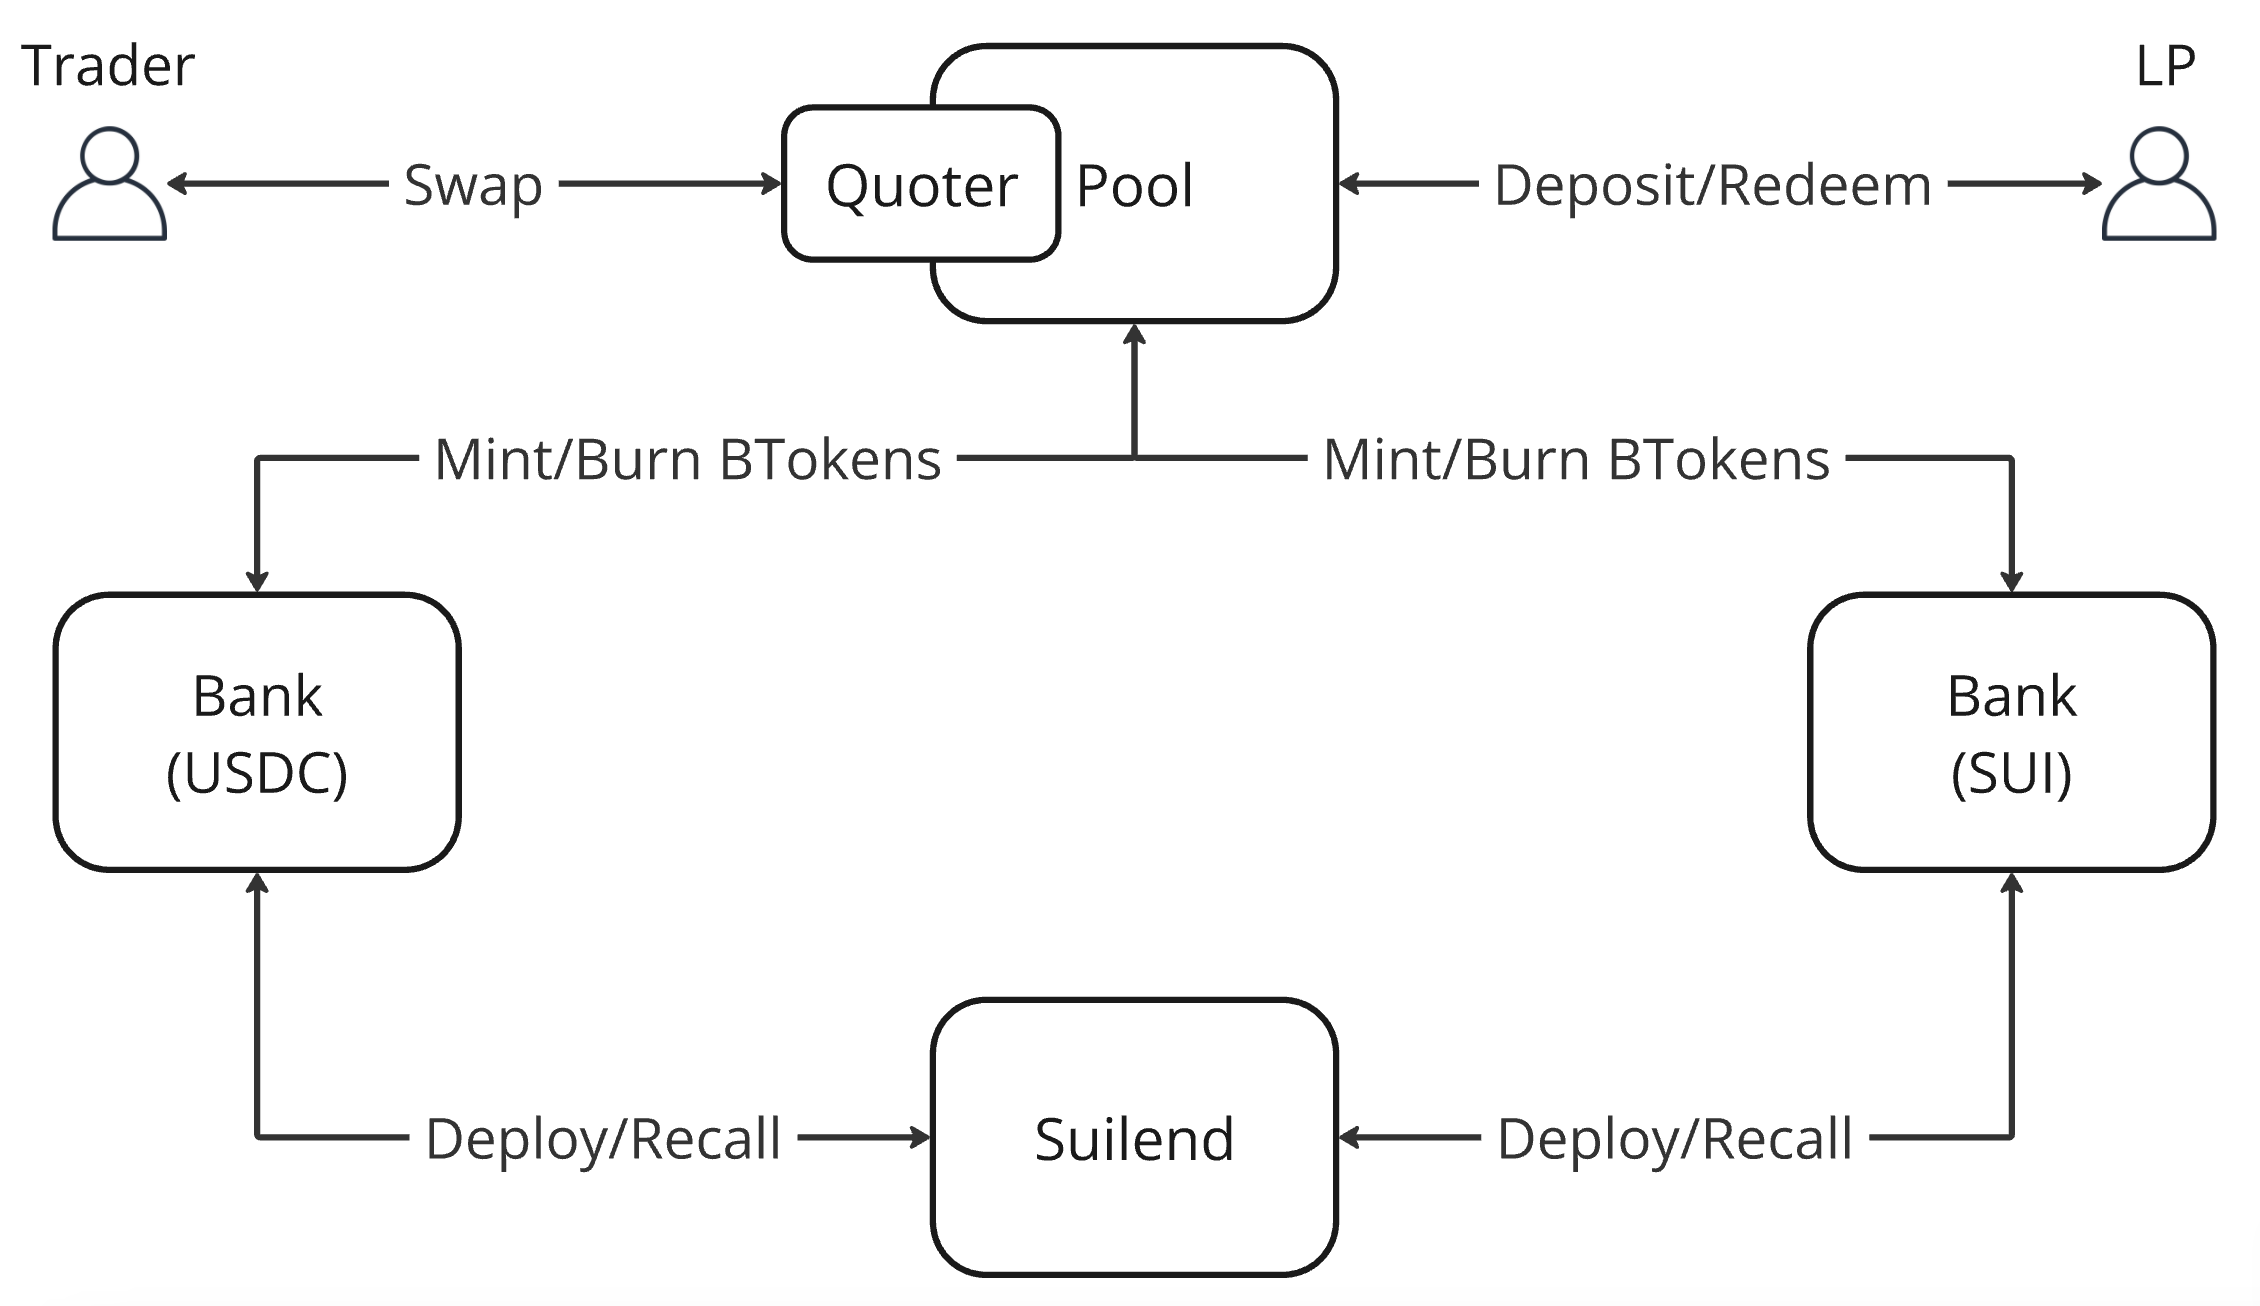 Trader
LP
Swap
Quoter
Pool
Deposit/Redeem
Mint/Burn BTokens
Mint/Burn BTokens
Bank
(USDC)
Bank
(SUI)
Deploy/Recall
Suilend
Deploy/Recall